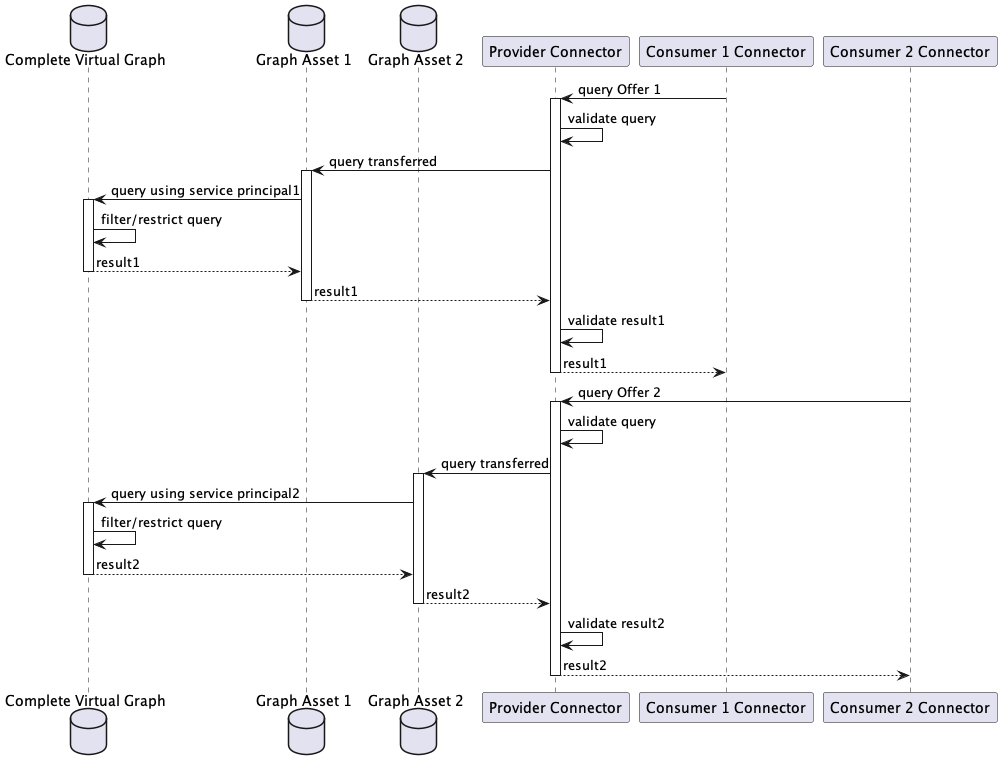 Complete Virtual Graph
Graph Asset 1
Graph Asset 2
Provider Connector
Consumer 1 Connector
Consumer 2 Connector
query Offer 1
validate query
query transferred
query using service principal1
filter/restrict query
result1
result1
validate result1
result1
query Offer 2
validate query
query transferred
query using service principal2
filter/restrict query
result2
result2
validate result2
result2
Complete Virtual Graph
Graph Asset 1
Graph Asset 2
Provider Connector
Consumer 1 Connector
Consumer 2 Connector